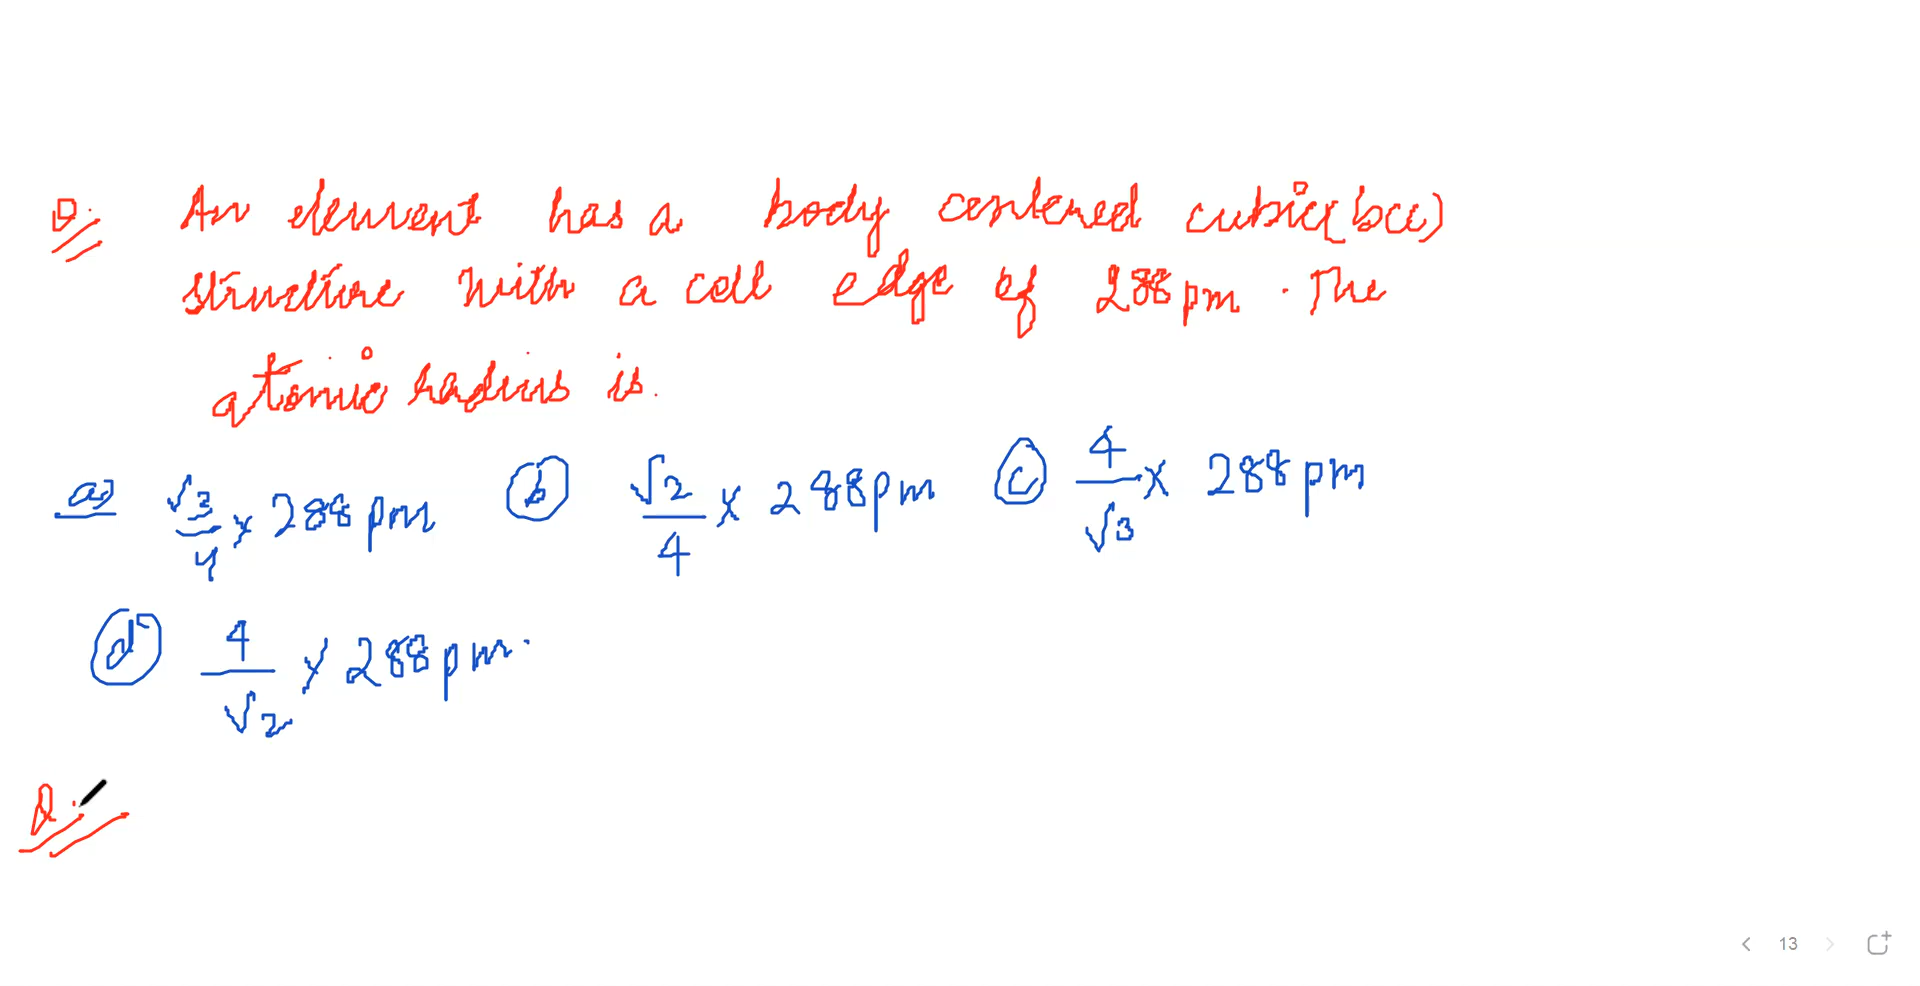 Q. An element has a body centered cubic (bcc)
structure with a cell edge of 288 pm. The
atomic radius is.
a) √3/4 × 288 pm (b) √2/4 × 288 pm (c) 4/√3 × 288 pm
(d) 4/√2 × 288 pm.
Q.
13